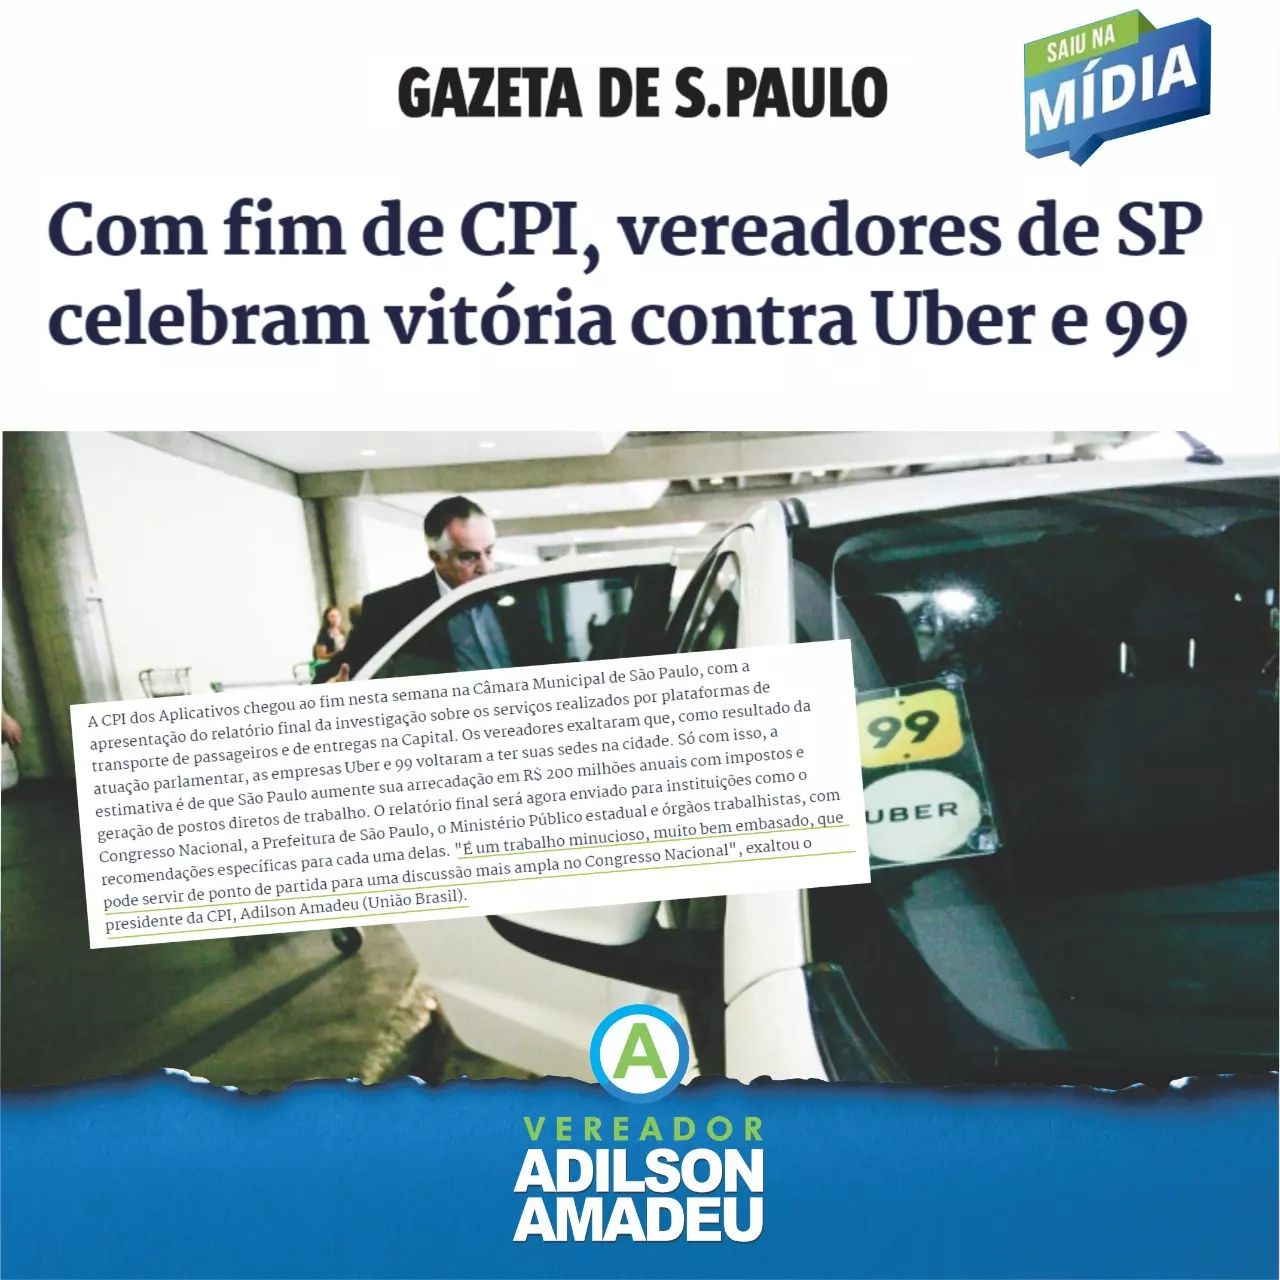 SAIU NA
MÍDIA
GAZETA DE S.PAULO
Com fim de CPI, vereadores de SP
celebram vitória contra Uber e 99
A CPI dos Aplicativos chegou ao fim nesta semana na Câmara Municipal de São Paulo, com a
apresentação do relatório final da investigação sobre os serviços realizados por plataformas de
transporte de passageiros e de entregas na Capital. Os vereadores exaltaram que, como resultado da
atuação parlamentar, as empresas Uber e 99 voltaram a ter suas sedes na cidade. Só com isso, a
estimativa é de que São Paulo aumente sua arrecadação em R$ 200 milhões anuais com impostos e
geração de postos diretos de trabalho. O relatório final será agora enviado para instituições como o
Congresso Nacional, a Prefeitura de São Paulo, o Ministério Público estadual e órgãos trabalhistas, com
recomendações específicas para cada uma delas. "É um trabalho minucioso, muito bem embasado, que
pode servir de ponto de partida para uma discussão mais ampla no Congresso Nacional", exaltou o
presidente da CPI, Adilson Amadeu (União Brasil).
99
UBER
A
VEREADOR
ADILSON
AMADEU